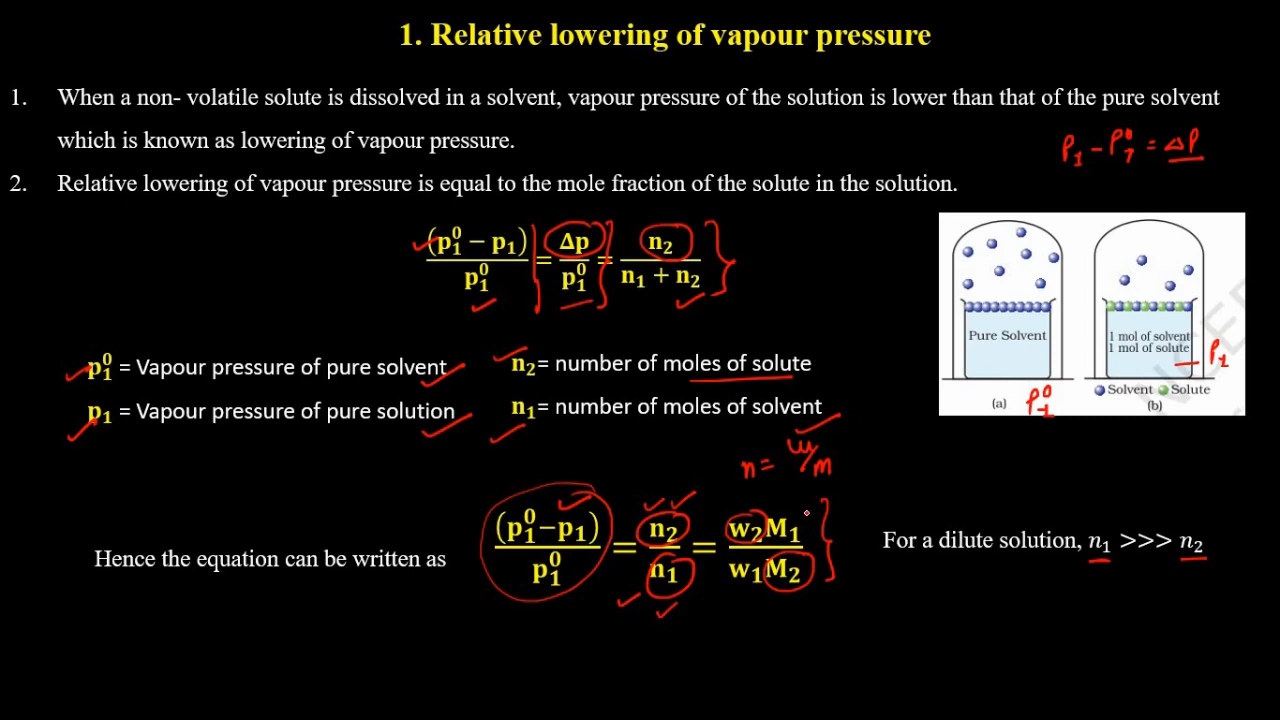 1. Relative lowering of vapour pressure
1. When a non- volatile solute is dissolved in a solvent, vapour pressure of the solution is lower than that of the pure solvent
which is known as lowering of vapour pressure.
P₁ - P₁⁰ = ΔP
2. Relative lowering of vapour pressure is equal to the mole fraction of the solute in the solution.
(p₁⁰ − p₁)/p₁⁰ = Δp/p₁⁰ = n₂/(n₁ + n₂)
Pure Solvent
1 mol of solvent
1 mol of solute
P₁
Solvent Solute
(a) P₁⁰ (b)
p₁⁰ = Vapour pressure of pure solvent
n₂= number of moles of solute
p₁ = Vapour pressure of pure solution
n₁= number of moles of solvent
n = w/m
Hence the equation can be written as (p₁⁰−p₁)/p₁⁰ = n₂/n₁ = w₂M₁/w₁M₂
For a dilute solution, n₁ >>> n₂